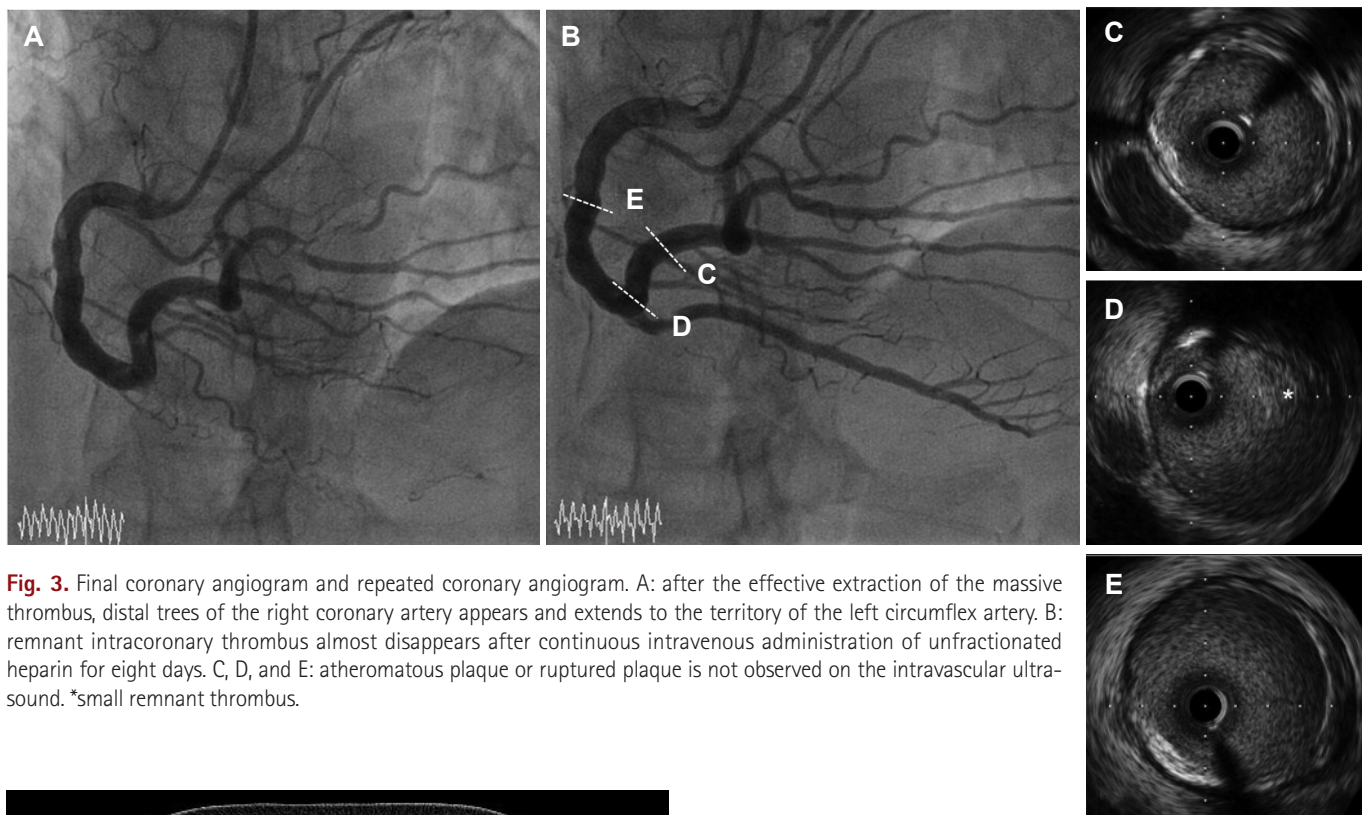 A
B
C
E
C
D
D
*
E
Fig. 3. Final coronary angiogram and repeated coronary angiogram. A: after the effective extraction of the massive
thrombus, distal trees of the right coronary artery appears and extends to the territory of the left circumflex artery. B:
remnant intracoronary thrombus almost disappears after continuous intravenous administration of unfractionated
heparin for eight days. C, D, and E: atheromatous plaque or ruptured plaque is not observed on the intravascular ultra-
sound. *small remnant thrombus.